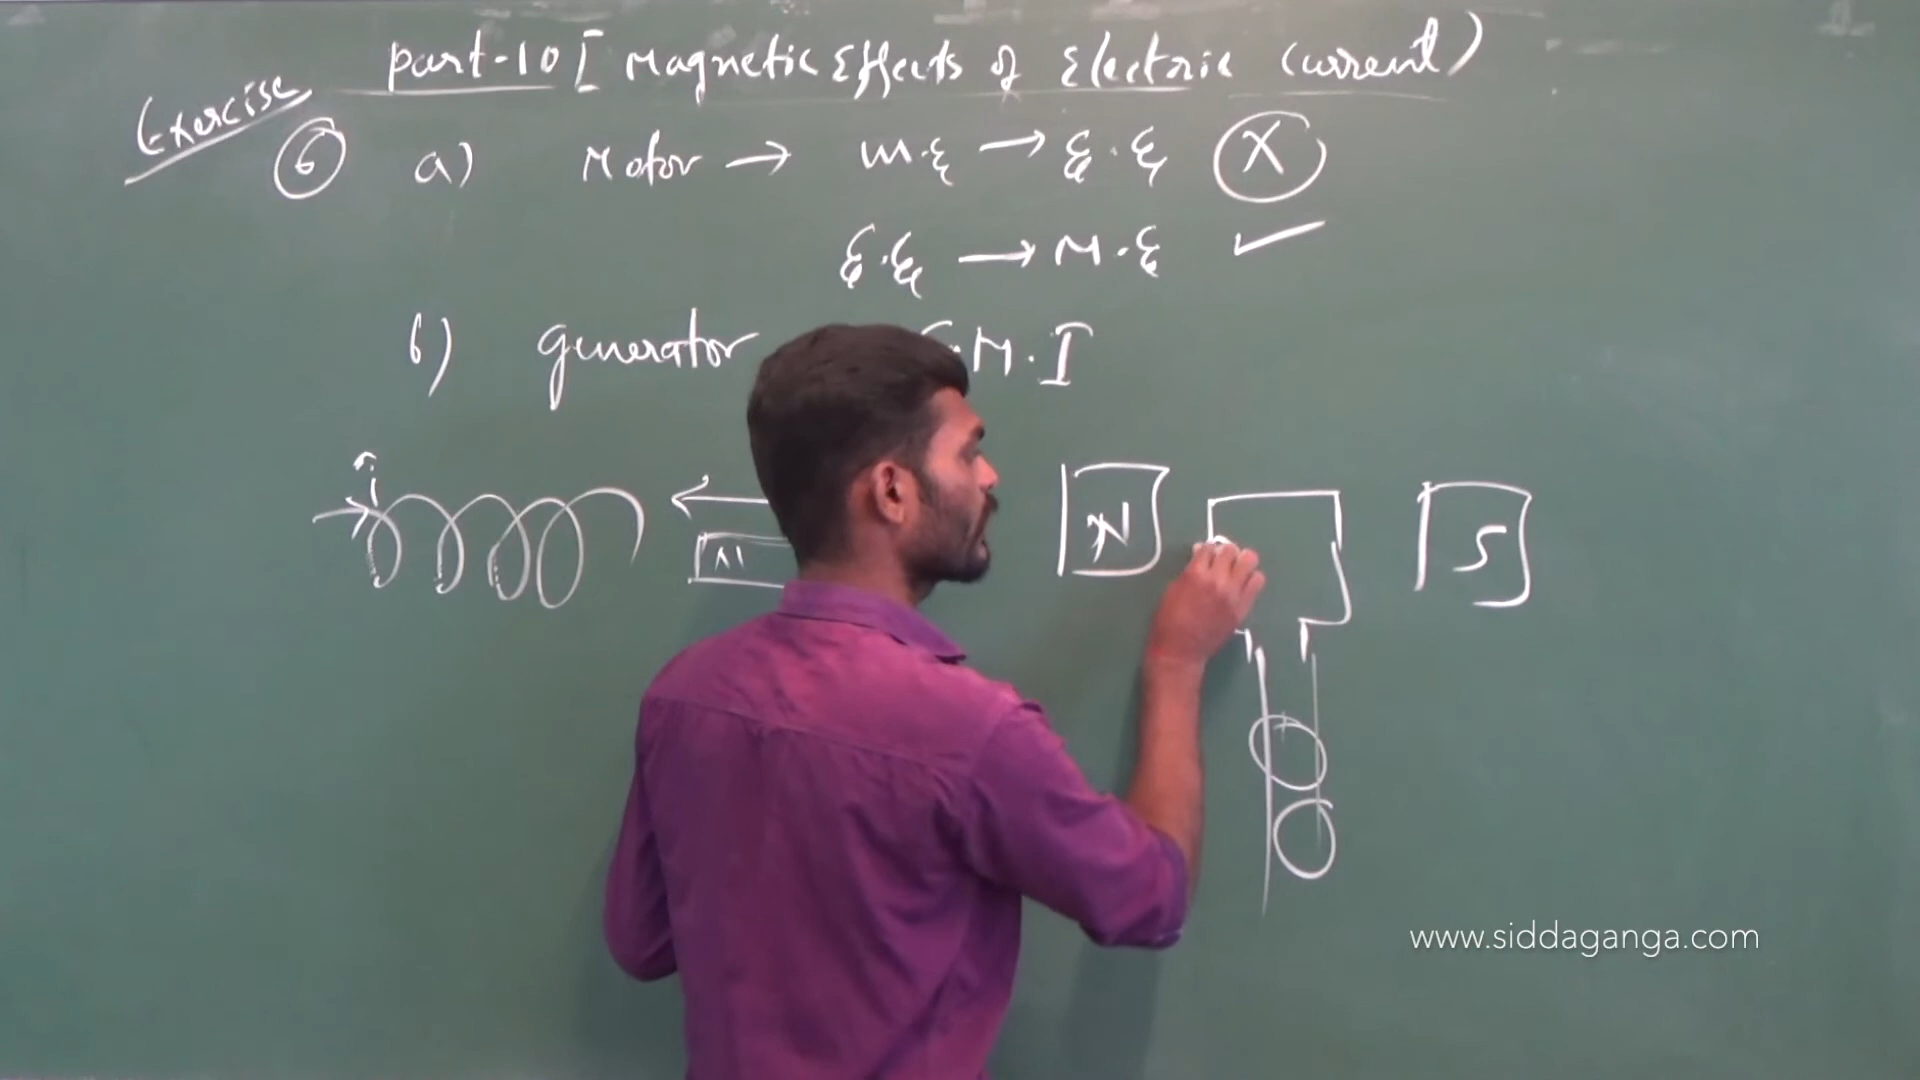 part-10 [ Magnetic Effects of Electric Current)
Exercise
6 a) Motor → M.E → E.E X
E.E → M.E ✓
b) generator E.M.I
i
N
N
S
www.siddaganga.com